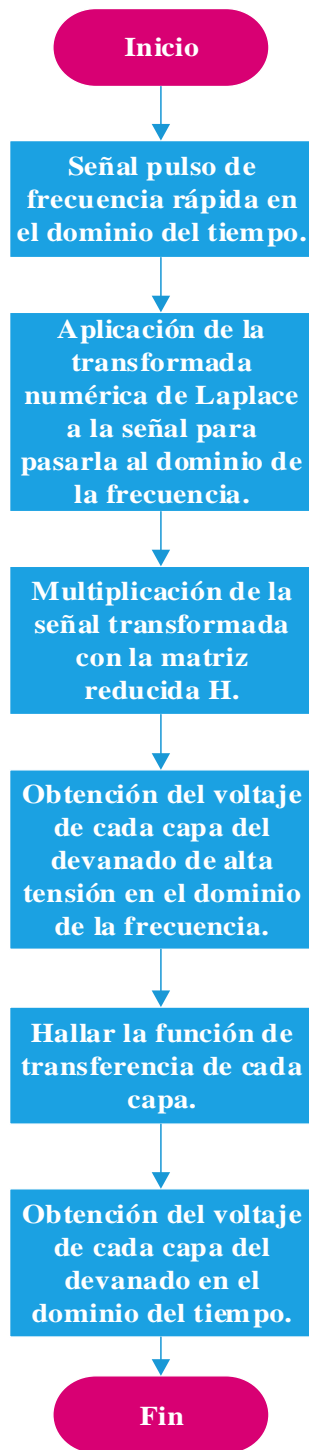 Inicio
Señal pulso de
frecuencia rápida en
el dominio del tiempo.
Aplicación de la
transformada
numérica de Laplace
a la señal para
pasarla al dominio de
la frecuencia.
Multiplicación de la
señal transformada
con la matriz
reducida H.
Obtención del voltaje
de cada capa del
devanado de alta
tensión en el dominio
de la frecuencia.
Hallar la función de
transferencia de cada
capa.
Obtención del voltaje
de cada capa del
devanado en el
dominio del tiempo.
Fin